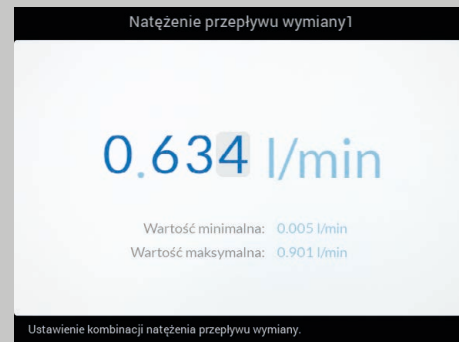 Natężenie przepływu wymiany1
0.634 l/min
Wartość minimalna: 0.005 l/min
Wartość maksymalna: 0.901 l/min
Ustawienie kombinacji natężenia przepływu wymiany.